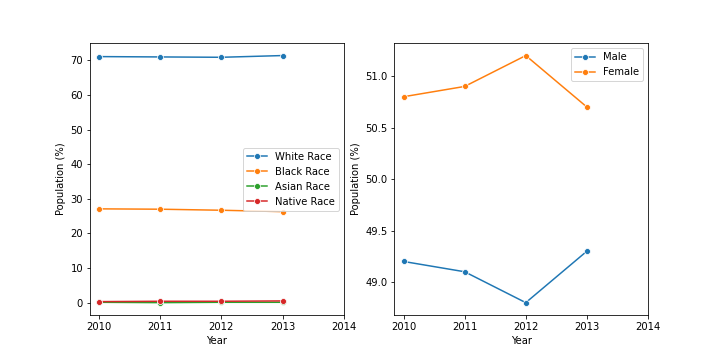 Population (%)
70
60
50
40
30
20
10
0
White Race
Black Race
Asian Race
Native Race
2010 2011 2012 2013 2014
Year
Population (%)
51.0
50.5
50.0
49.5
49.0
Male
Female
2010 2011 2012 2013 2014
Year